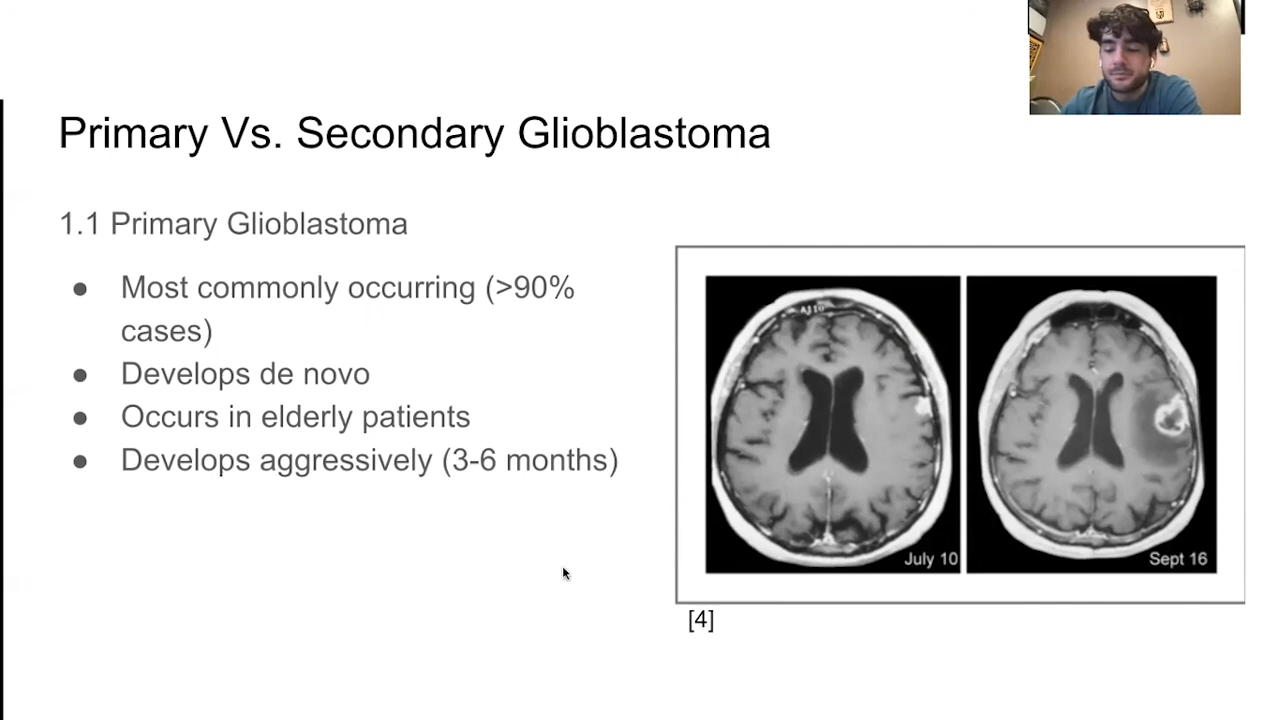 Primary Vs. Secondary Glioblastoma
1.1 Primary Glioblastoma
● Most commonly occurring (>90%
cases)
● Develops de novo
● Occurs in elderly patients
● Develops aggressively (3-6 months)
July 10
Sept 16
[4]